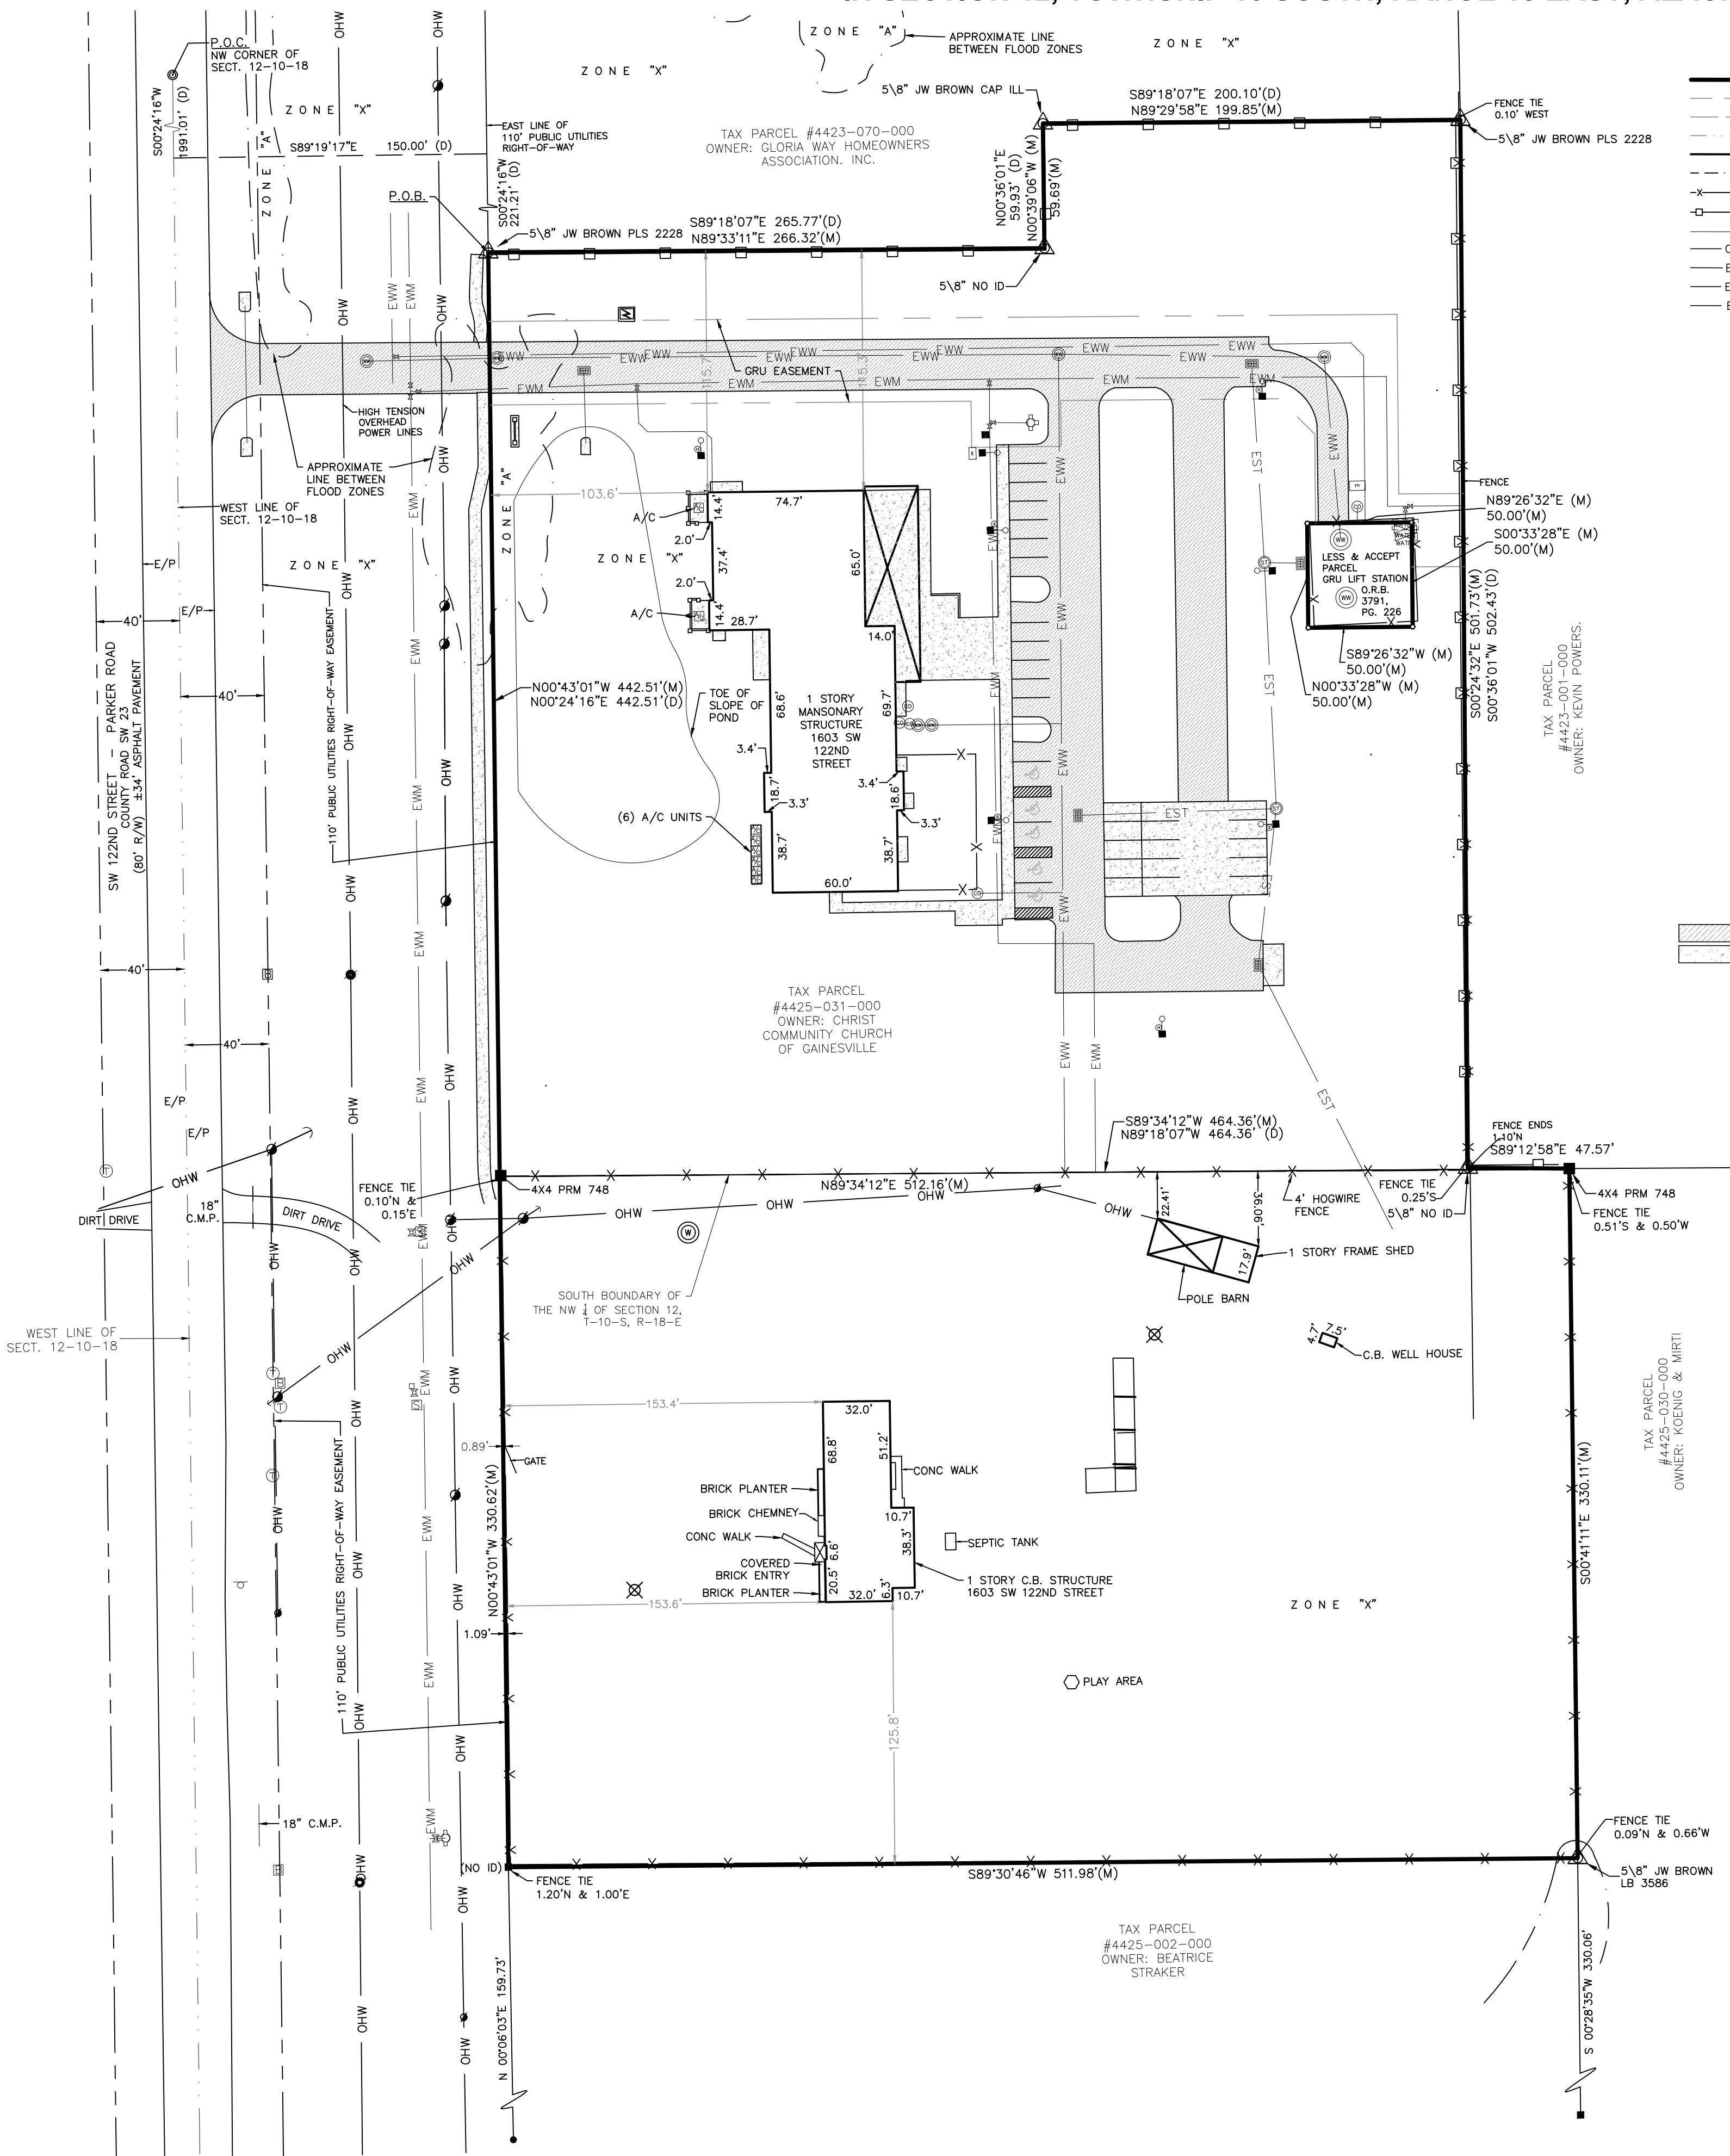 P.O.C.
NW CORNER OF
SECT. 12-10-18
S00°24'16"W
1991.01' (D)
ZONE "X"
ZONE "A"
S89°19'17"E 150.00' (D)
OHW
OHW
EAST LINE OF
110' PUBLIC UTILITIES
RIGHT-OF-WAY
S00°24'16"W
221.21' (D)
P.O.B.
ZONE "X"
ZONE "A"
APPROXIMATE LINE
BETWEEN FLOOD ZONES
ZONE "X"
TAX PARCEL #4423-070-000
OWNER: GLORIA WAY HOMEOWNERS
ASSOCIATION. INC.
5\8" JW BROWN CAP ILL
S89°18'07"E 200.10'(D)
N89°29'58"E 199.85'(M)
FENCE TIE
0.10' WEST
5\8" JW BROWN PLS 2228
N00°36'01"E
59.93' (D)
N00°39'06"W (M)
59.69'(M)
5\8" JW BROWN PLS 2228
S89°18'07"E 265.77'(D)
N89°33'11"E 266.32'(M)
5\8" NO ID
EWW
EWM
GRU EASEMENT
115.7'
115.3'
HIGH TENSION
OVERHEAD
POWER LINES
APPROXIMATE
LINE BETWEEN
FLOOD ZONES
WEST LINE OF
SECT. 12-10-18
ZONE "X"
E/P
E/P
40'
40'
SW 122ND STREET - PARKER ROAD
COUNTY ROAD SW 23
(80' R/W) ±34' ASPHALT PAVEMENT
110' PUBLIC UTILITIES RIGHT-OF-WAY EASEMENT
40'
40'
E/P
E/P
ZONE "A"
103.6'
ZONE "X"
A/C
14.4'
74.7'
2.0'
37.4'
2.0'
A/C
14.4'
28.7'
65.0'
14.0'
N00°43'01"W 442.51'(M)
N00°24'16"E 442.51'(D)
TOE OF
SLOPE OF
POND
68.6'
1 STORY
MANSONARY
STRUCTURE
1603 SW
122ND
STREET
69.7'
3.4'
18.7'
3.3'
3.4'
18.6'
3.3'
(6) A/C UNITS
38.7'
38.7'
60.0'
EST
EST
EST
EST
EST
FENCE
N89°26'32"E (M)
50.00'(M)
S00°33'28"E (M)
50.00'(M)
LESS & ACCEPT
PARCEL
GRU LIFT STATION
O.R.B.
3791,
PG. 226
S89°26'32"W (M)
50.00'(M)
N00°33'28"W (M)
50.00'(M)
S00°24'32"E 501.73'(M)
S00°36'01"W 502.43'(D)
TAX PARCEL
#4423-001-000
OWNER: KEVIN POWERS.
TAX PARCEL
#4425-031-000
OWNER: CHRIST
COMMUNITY CHURCH
OF GAINESVILLE
EWW
EWM
S89°34'12"W 464.36'(M)
N89°18'07"W 464.36' (D)
FENCE ENDS
1.10'N
S89°12'58"E 47.57'
OHW
DIRT DRIVE
18"
C.M.P.
DIRT DRIVE
FENCE TIE
0.10'N &
0.15'E
4X4 PRM 748
N89°34'12"E 512.16'(M)
OHW
OHW
OHW
OHW
22.41'
36.06'
4' HOGWIRE
FENCE
FENCE TIE
0.25'S
5\8" NO ID
4X4 PRM 748
FENCE TIE
0.51'S & 0.50'W
17.9'
1 STORY FRAME SHED
POLE BARN
SOUTH BOUNDARY OF
THE NW ¼ OF SECTION 12,
T-10-S, R-18-E
WEST LINE OF
SECT. 12-10-18
4.7' 7.5'
C.B. WELL HOUSE
TAX PARCEL
#4425-030-000
OWNER: KOENIG & MIRTI
153.4'
32.0'
68.8'
51.2'
0.89'
GATE
N00°43'01"W 330.62'(M)
110' PUBLIC UTILITIES RIGHT-OF-WAY EASEMENT
BRICK PLANTER
BRICK CHEMNEY
CONC WALK
COVERED
BRICK ENTRY
BRICK PLANTER
CONC WALK
10.7'
38.3'
SEPTIC TANK
6.6'
20.5'
32.0'
6.3'
10.7'
1 STORY C.B. STRUCTURE
1603 SW 122ND STREET
153.6'
1.09'
ZONE "X"
S00°41'11"E 330.11'(M)
PLAY AREA
125.8'
18" C.M.P.
(NO ID)
FENCE TIE
1.20'N & 1.00'E
S89°30'46"W 511.98'(M)
FENCE TIE
0.09'N & 0.66'W
5\8" JW BROWN
LB 3586
TAX PARCEL
#4425-002-000
OWNER: BEATRICE
STRAKER
N 00°06'03"E 159.73'
S 00°28'35"W 330.06'